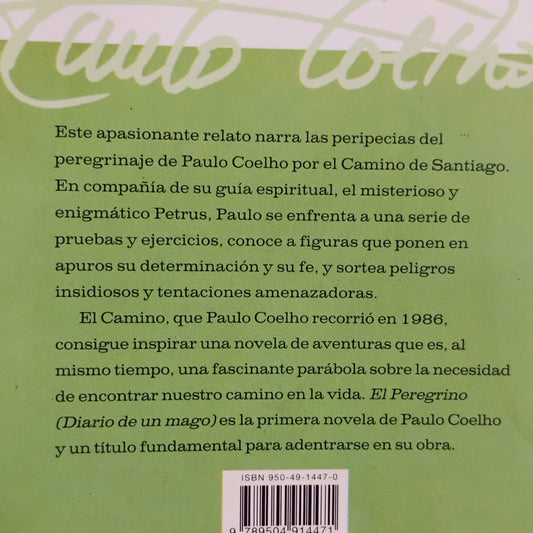 Paulo Coelho
Este apasionante relato narra las peripecias del
peregrinaje de Paulo Coelho por el Camino de Santiago.
En compañía de su guía espiritual, el misterioso y
enigmático Petrus, Paulo se enfrenta a una serie de
pruebas y ejercicios, conoce a figuras que ponen en
apuros su determinación y su fe, y sortea peligros
insidiosos y tentaciones amenazadoras.
El Camino, que Paulo Coelho recorrió en 1986,
consigue inspirar una novela de aventuras que es, al
mismo tiempo, una fascinante parábola sobre la necesidad
de encontrar nuestro camino en la vida. El Peregrino
(Diario de un mago) es la primera novela de Paulo Coelho
y un título fundamental para adentrarse en su obra.
ISBN 950-49-1447-0
9 789504 914471